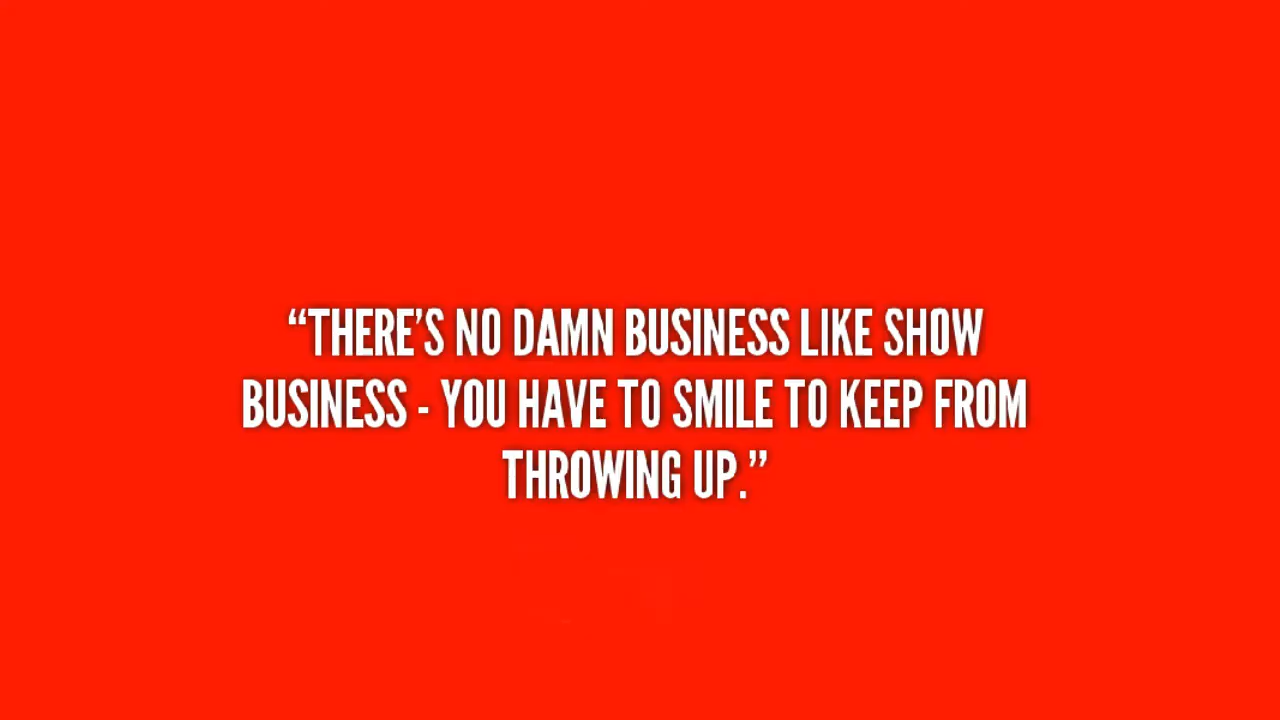 “THERE’S NO DAMN BUSINESS LIKE SHOW
BUSINESS - YOU HAVE TO SMILE TO KEEP FROM
THROWING UP.”